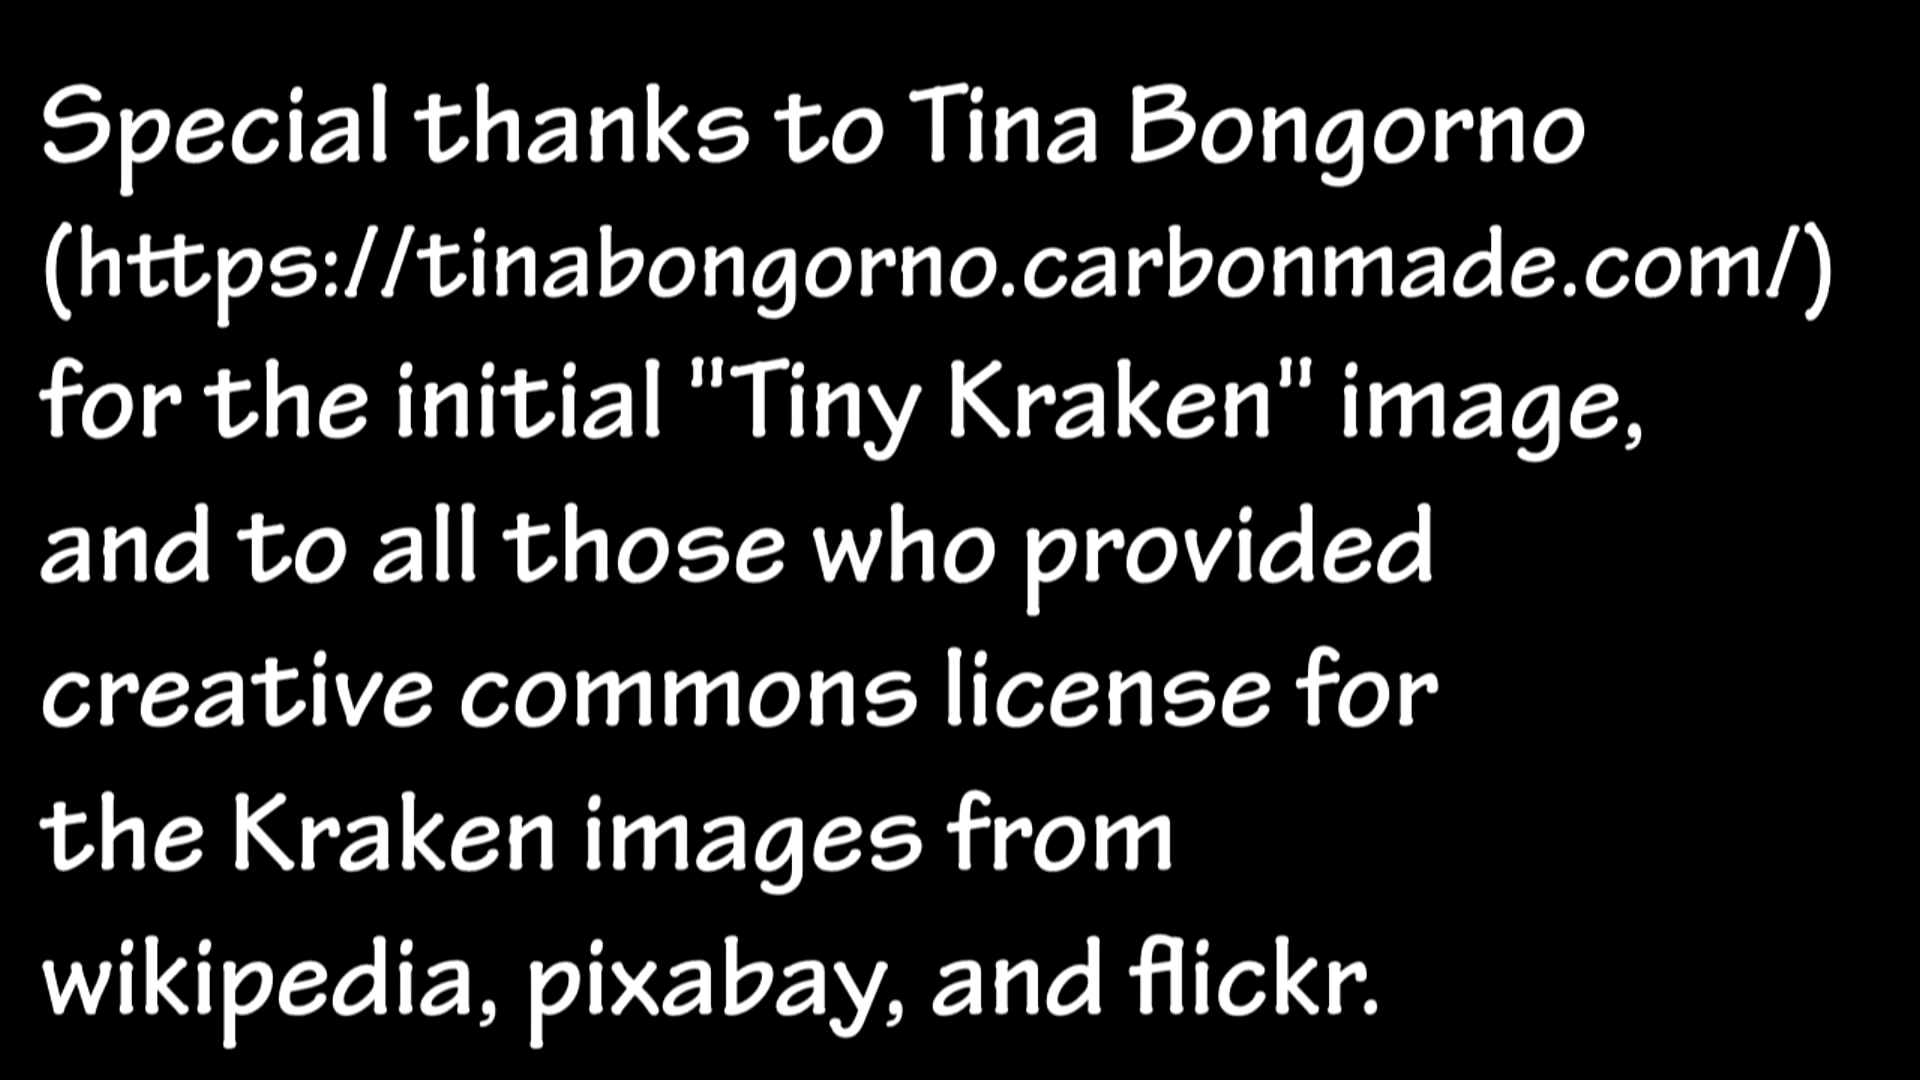 Special thanks to Tina Bongorno
(https://tinabongorno.carbonmade.com/)
for the initial "Tiny Kraken" image,
and to all those who provided
creative commons license for
the Kraken images from
wikipedia, pixabay, and flickr.